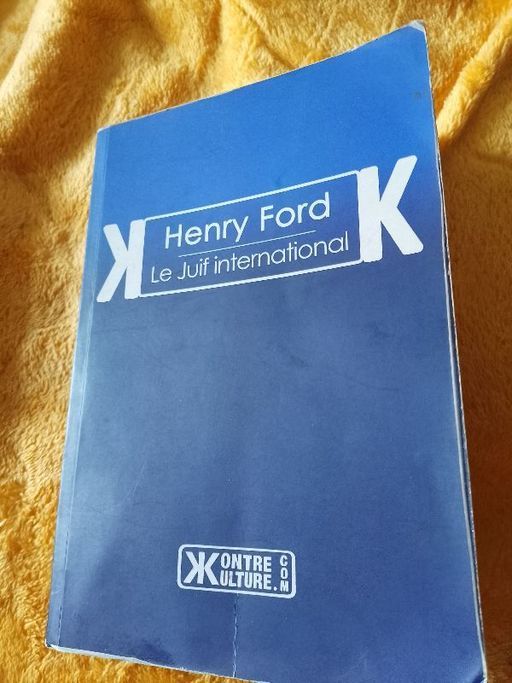 Henry Ford
Le Juif international
K
K
KONTRE
KULTURE.COM